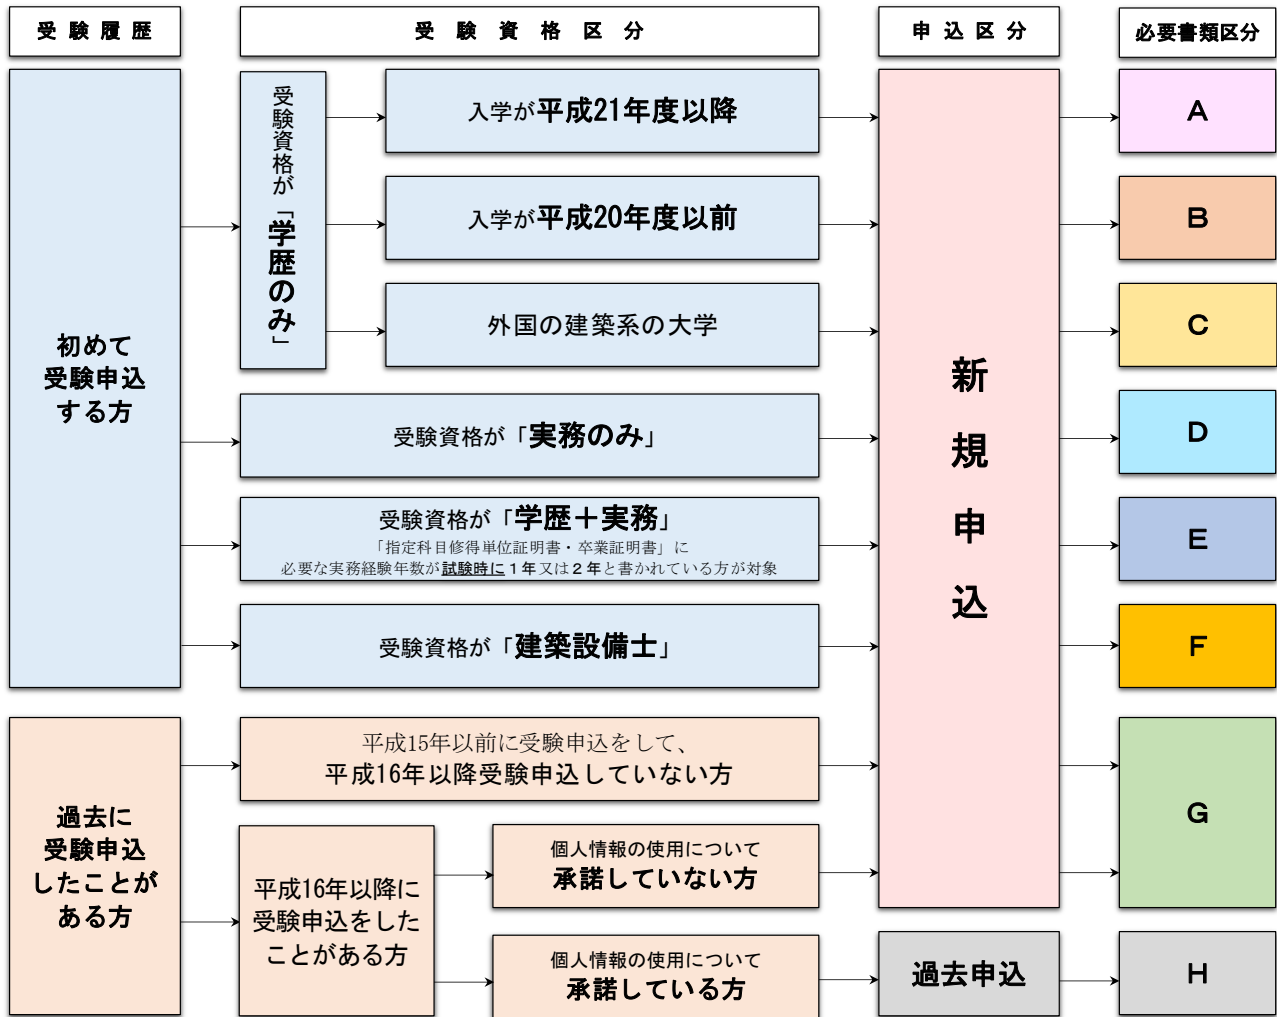 受験履歴
受験資格区分
申込区分
必要書類区分
初めて
受験申込
する方
受験資格が「学歴のみ」
入学が平成21年度以降
入学が平成20年度以前
外国の建築系の大学
受験資格が「実務のみ」
受験資格が「学歴＋実務」
「指定科目修得単位証明書・卒業証明書」に
必要な実務経験年数が試験時に１年又は２年と書かれている方が対象
受験資格が「建築設備士」
新規申込
A
B
C
D
E
F
過去に
受験申込
したことが
ある方
平成15年以前に受験申込をして、
平成16年以降受験申込していない方
平成16年以降に
受験申込をした
ことがある方
個人情報の使用について
承諾していない方
個人情報の使用について
承諾している方
過去申込
G
H